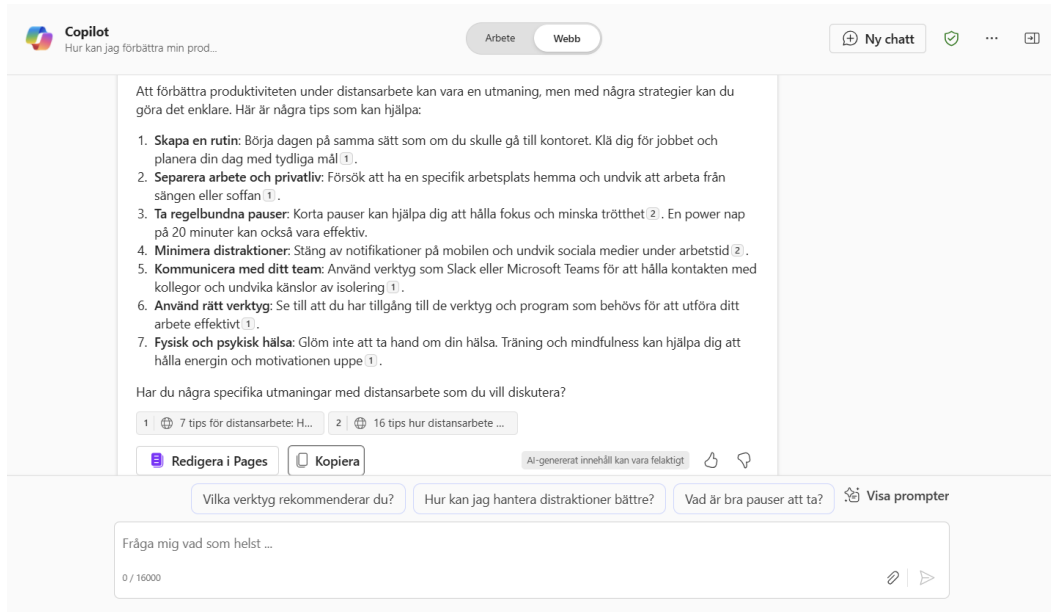 Copilot
Hur kan jag förbättra min prod...
Arbete
Webb
Ny chatt
Att förbättra produktiviteten under distansarbete kan vara en utmaning, men med några strategier kan du
göra det enklare. Här är några tips som kan hjälpa:
1. Skapa en rutin: Börja dagen på samma sätt som om du skulle gå till kontoret. Klä dig för jobbet och
planera din dag med tydliga mål 1.
2. Separera arbete och privatliv: Försök att ha en specifik arbetsplats hemma och undvik att arbeta från
sängen eller soffan 1.
3. Ta regelbundna pauser: Korta pauser kan hjälpa dig att hålla fokus och minska trötthet 2. En power nap
på 20 minuter kan också vara effektiv.
4. Minimera distraktioner: Stäng av notifikationer på mobilen och undvik sociala medier under arbetstid 2.
5. Kommunicera med ditt team: Använd verktyg som Slack eller Microsoft Teams för att hålla kontakten med
kollegor och undvika känslor av isolering 1.
6. Använd rätt verktyg: Se till att du har tillgång till de verktyg och program som behövs för att utföra ditt
arbete effektivt 1.
7. Fysisk och psykisk hälsa: Glöm inte att ta hand om din hälsa. Träning och mindfulness kan hjälpa dig att
hålla energin och motivationen uppe 1.
Har du några specifika utmaningar med distansarbete som du vill diskutera?
1 7 tips för distansarbete: H...
2 16 tips hur distansarbete ...
Redigera i Pages
Kopiera
AI-genererat innehåll kan vara felaktigt
Vilka verktyg rekommenderar du?
Hur kan jag hantera distraktioner bättre?
Vad är bra pauser att ta?
Visa prompter
Fråga mig vad som helst ...
0 / 16000